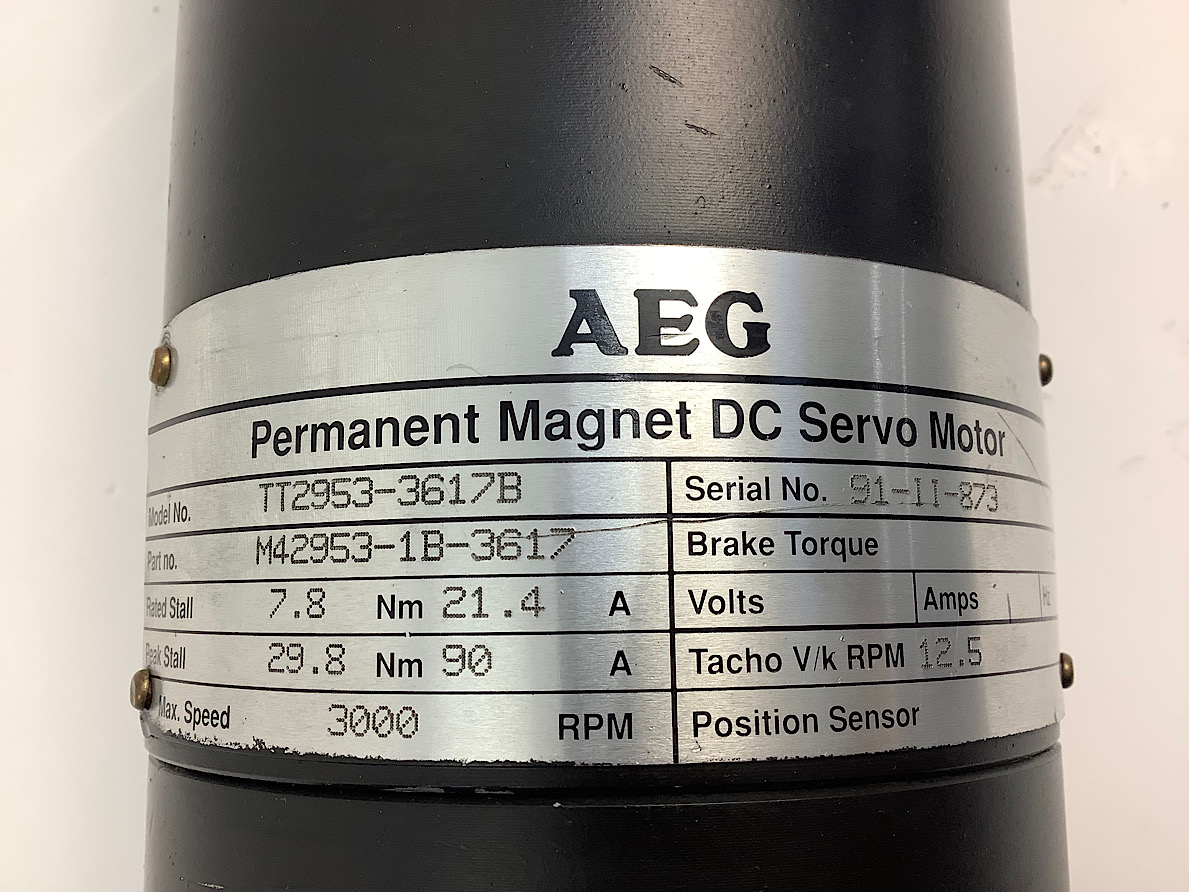 AEG
Permanent Magnet DC Servo Motor
Model No. TT2953-3617B Serial No. 91-II-873
Part no. M42953-1B-3617 Brake Torque
Rated Stall 7.8 Nm 21.4 A Volts Amps Hz
Peak Stall 29.8 Nm 90 A Tacho V/k RPM 12.5
Max. Speed 3000 RPM Position Sensor